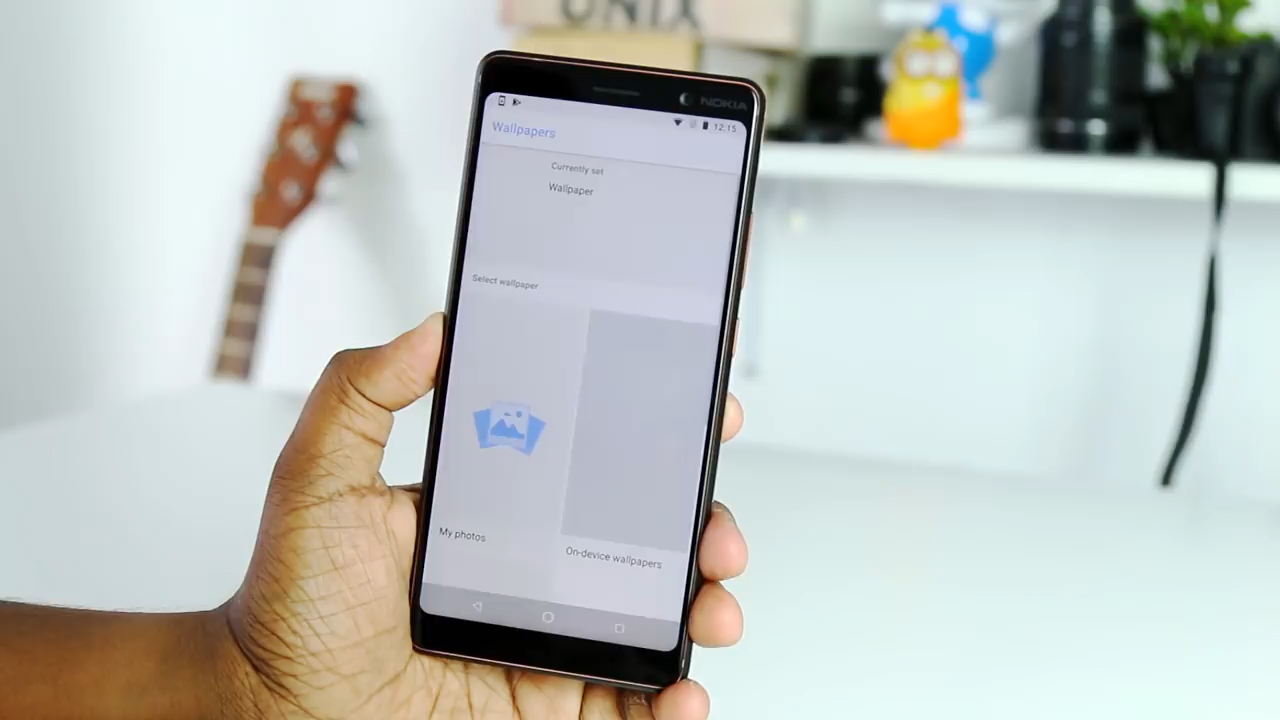 UNIX
NOKIA
12:15
Wallpapers
Currently set
Wallpaper
Select wallpaper
My photos
On-device wallpapers